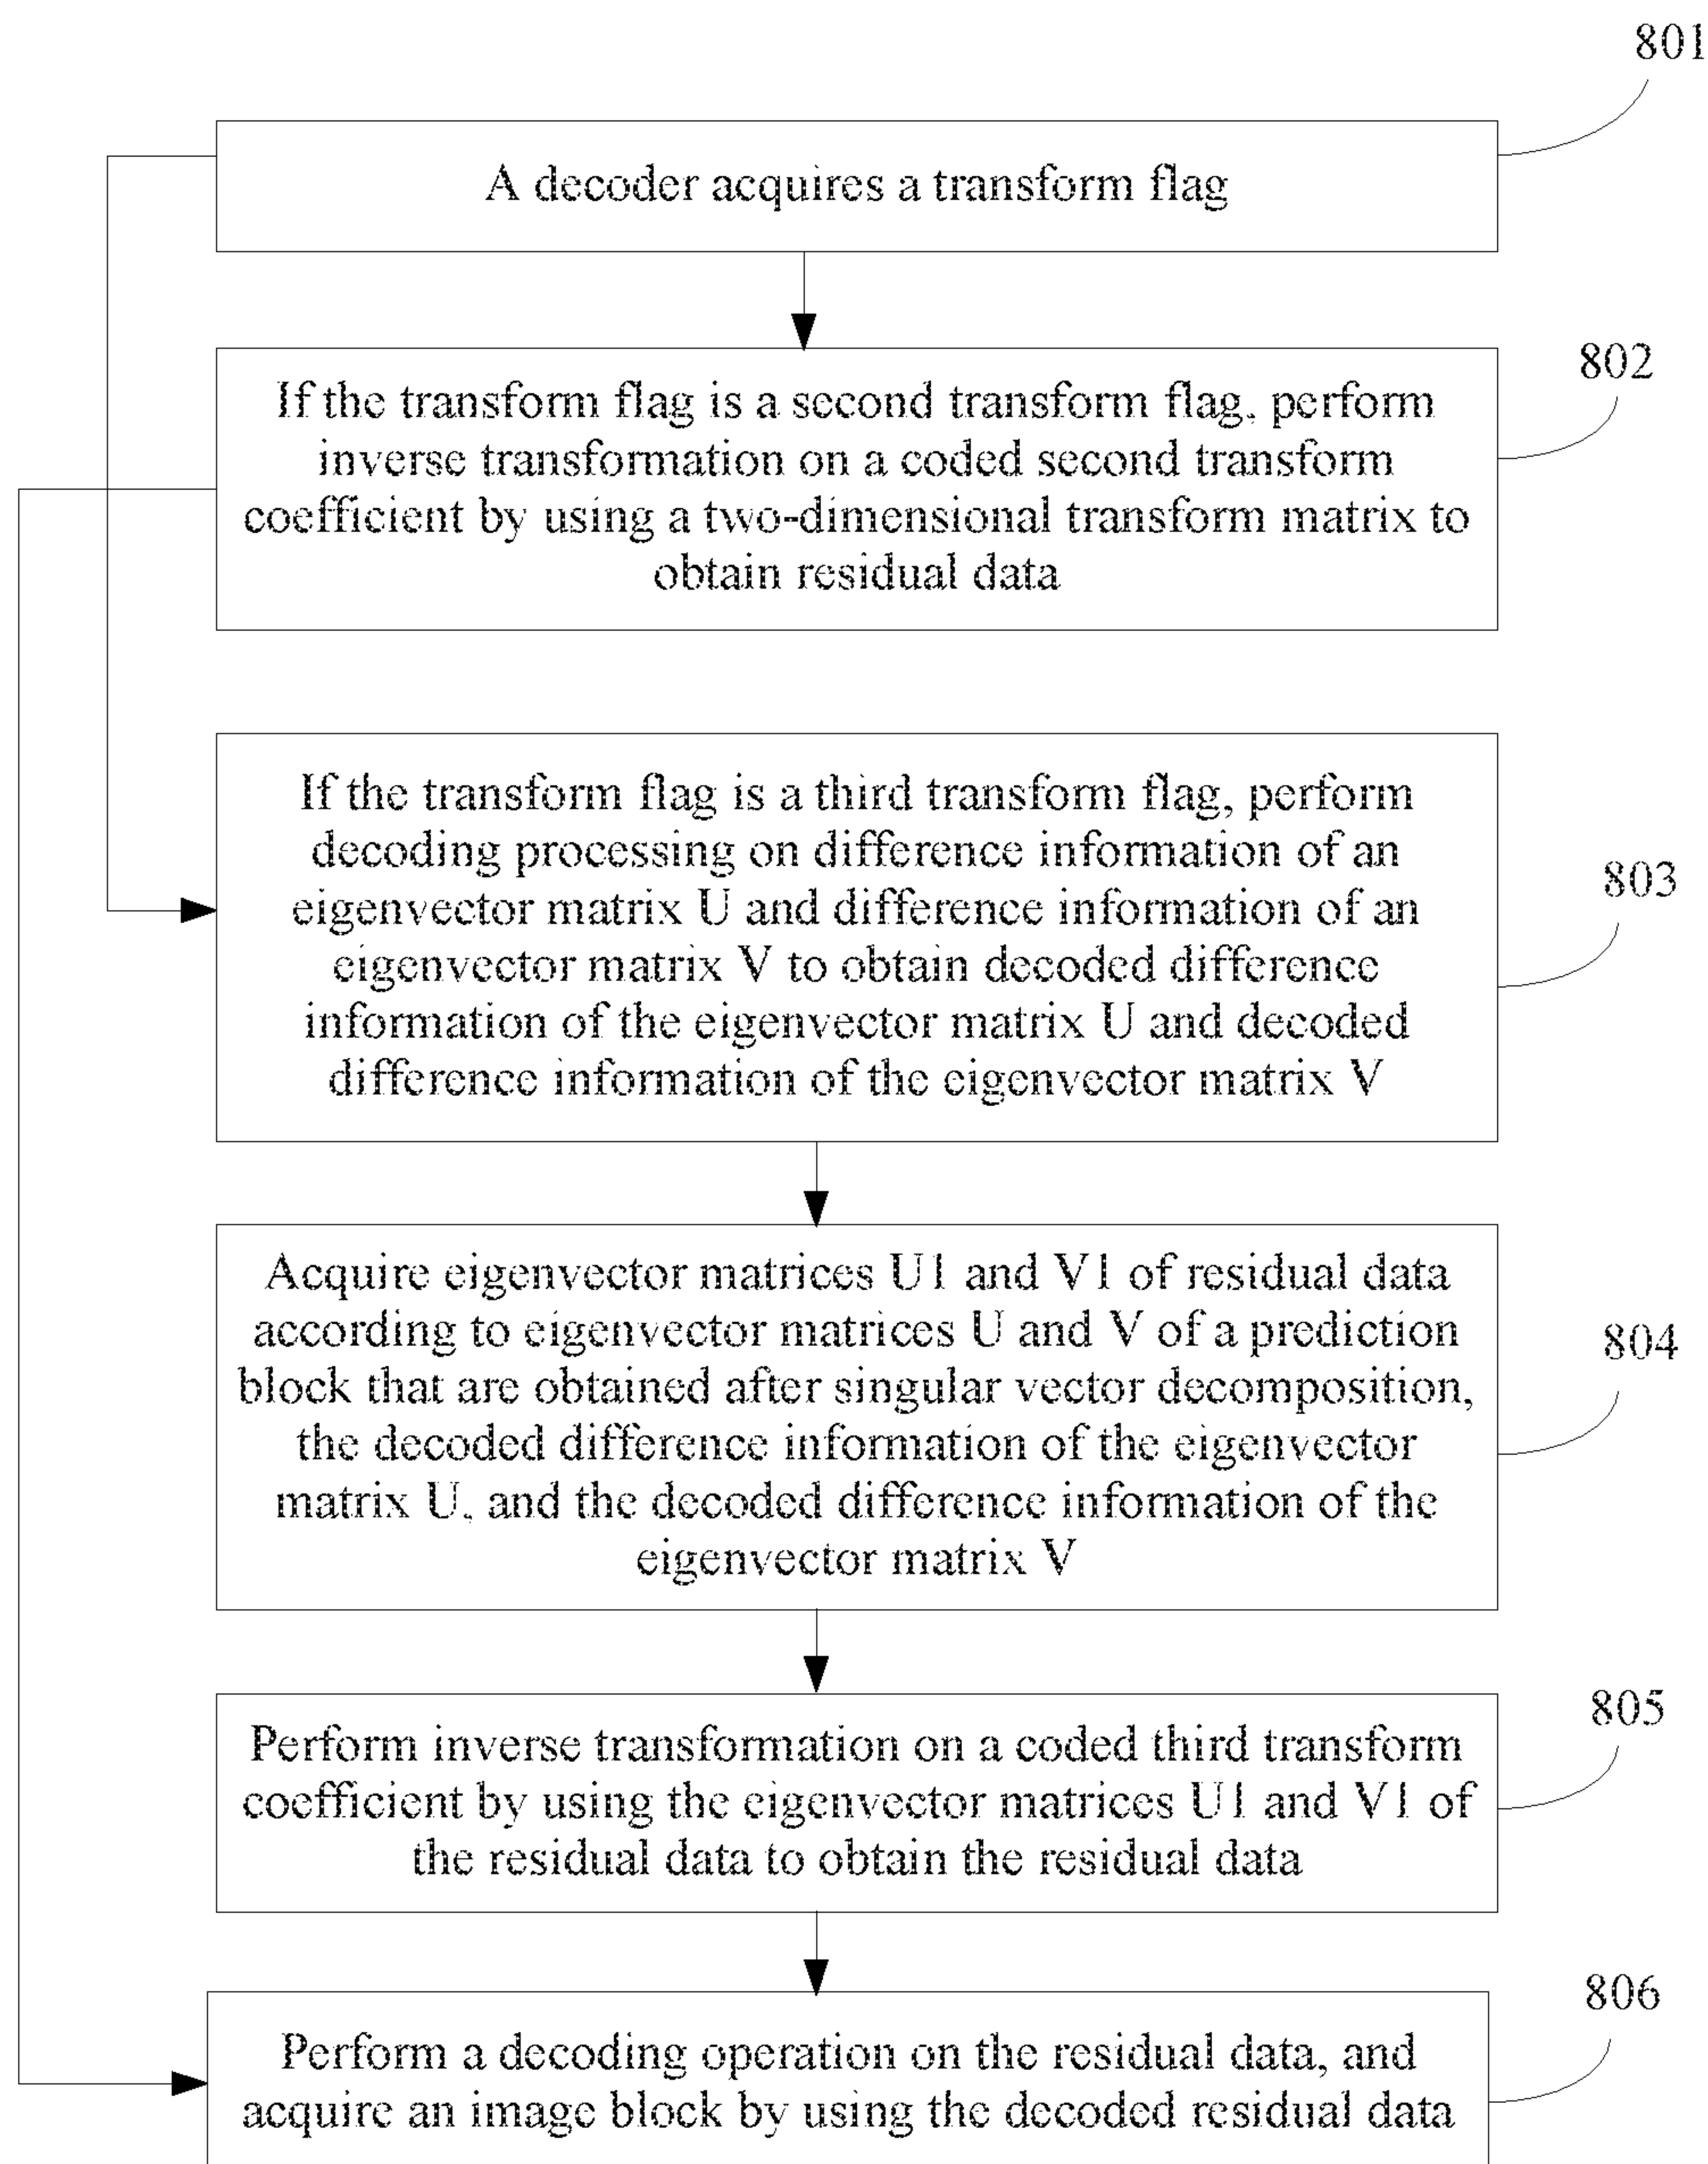 801
A decoder acquires a transform flag
802
If the transform flag is a second transform flag, perform
inverse transformation on a coded second transform
coefficient by using a two-dimensional transform matrix to
obtain residual data
803
If the transform flag is a third transform flag, perform
decoding processing on difference information of an
eigenvector matrix U and difference information of an
eigenvector matrix V to obtain decoded difference
information of the eigenvector matrix U and decoded
difference information of the eigenvector matrix V
804
Acquire eigenvector matrices U1 and V1 of residual data
according to eigenvector matrices U and V of a prediction
block that are obtained after singular vector decomposition,
the decoded difference information of the eigenvector
matrix U, and the decoded difference information of the
eigenvector matrix V
805
Perform inverse transformation on a coded third transform
coefficient by using the eigenvector matrices U1 and V1 of
the residual data to obtain the residual data
806
Perform a decoding operation on the residual data, and
acquire an image block by using the decoded residual data